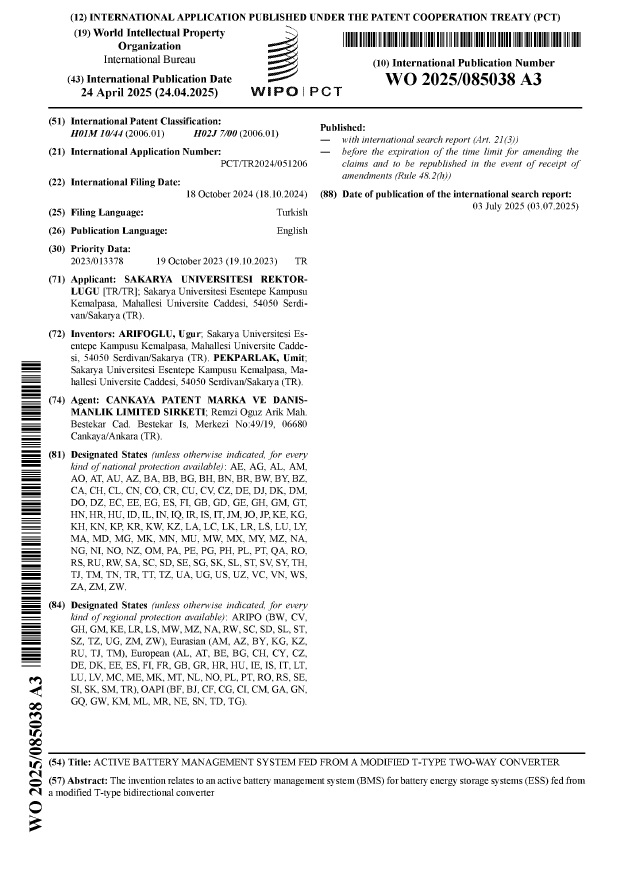 (12) INTERNATIONAL APPLICATION PUBLISHED UNDER THE PATENT COOPERATION TREATY (PCT)
(19) World Intellectual Property
Organization
International Bureau
(43) International Publication Date
24 April 2025 (24.04.2025)
WIPO | PCT
(10) International Publication Number
WO 2025/085038 A3
(51) International Patent Classification:
H01M 10/44 (2006.01) H02J 7/00 (2006.01)
(21) International Application Number:
PCT/TR2024/051206
(22) International Filing Date:
18 October 2024 (18.10.2024)
(25) Filing Language: Turkish
(26) Publication Language: English
(30) Priority Data:
2023/013378 19 October 2023 (19.10.2023) TR
(71) Applicant: SAKARYA UNIVERSITESI REKTOR-
LUGU [TR/TR]; Sakarya Universitesi Esentepe Kampusu
Kemalpasa, Mahallesi Universite Caddesi, 54050 Serdi-
van/Sakarya (TR).
(72) Inventors: ARIFOGLU, Ugur; Sakarya Universitesi Es-
entepe Kampusu Kemalpasa, Mahallesi Universite Cadde-
si, 54050 Serdivan/Sakarya (TR). PEKPARLAK, Umit;
Sakarya Universitesi Esentepe Kampusu Kemalpasa, Ma-
hallesi Universite Caddesi, 54050 Serdivan/Sakarya (TR).
(74) Agent: CANKAYA PATENT MARKA VE DANIS-
MANLIK LIMITED SIRKETI; Remzi Oguz Arik Mah.
Bestekar Cad. Bestekar Is, Merkezi No:49/19, 06680
Cankaya/Ankara (TR).
(81) Designated States (unless otherwise indicated, for every
kind of national protection available): AE, AG, AL, AM,
AO, AT, AU, AZ, BA, BB, BG, BH, BN, BR, BW, BY, BZ,
CA, CH, CL, CN, CO, CR, CU, CV, CZ, DE, DJ, DK, DM,
DO, DZ, EC, EE, EG, ES, FI, GB, GD, GE, GH, GM, GT,
HN, HR, HU, ID, IL, IN, IQ, IR, IS, IT, JM, JO, JP, KE, KG,
KH, KN, KP, KR, KW, KZ, LA, LC, LK, LR, LS, LU, LY,
MA, MD, MG, MK, MN, MU, MW, MX, MY, MZ, NA,
NG, NI, NO, NZ, OM, PA, PE, PG, PH, PL, PT, QA, RO,
RS, RU, RW, SA, SC, SD, SE, SG, SK, SL, ST, SV, SY, TH,
TJ, TM, TN, TR, TT, TZ, UA, UG, US, UZ, VC, VN, WS,
ZA, ZM, ZW.
(84) Designated States (unless otherwise indicated, for every
kind of regional protection available): ARIPO (BW, CV,
GH, GM, KE, LR, LS, MW, MZ, NA, RW, SC, SD, SL, ST,
SZ, TZ, UG, ZM, ZW), Eurasian (AM, AZ, BY, KG, KZ,
RU, TJ, TM), European (AL, AT, BE, BG, CH, CY, CZ,
DE, DK, EE, ES, FI, FR, GB, GR, HR, HU, IE, IS, IT, LT,
LU, LV, MC, ME, MK, MT, NL, NO, PL, PT, RO, RS, SE,
SI, SK, SM, TR), OAPI (BF, BJ, CF, CG, CI, CM, GA, GN,
GQ, GW, KM, ML, MR, NE, SN, TD, TG).
Published:
— with international search report (Art. 21(3))
— before the expiration of the time limit for amending the
claims and to be republished in the event of receipt of
amendments (Rule 48.2(h))
(88) Date of publication of the international search report:
03 July 2025 (03.07.2025)
WO 2025/085038 A3
(54) Title: ACTIVE BATTERY MANAGEMENT SYSTEM FED FROM A MODIFIED T-TYPE TWO-WAY CONVERTER
(57) Abstract: The invention relates to an active battery management system (BMS) for battery energy storage systems (ESS) fed from
a modified T-type bidirectional converter